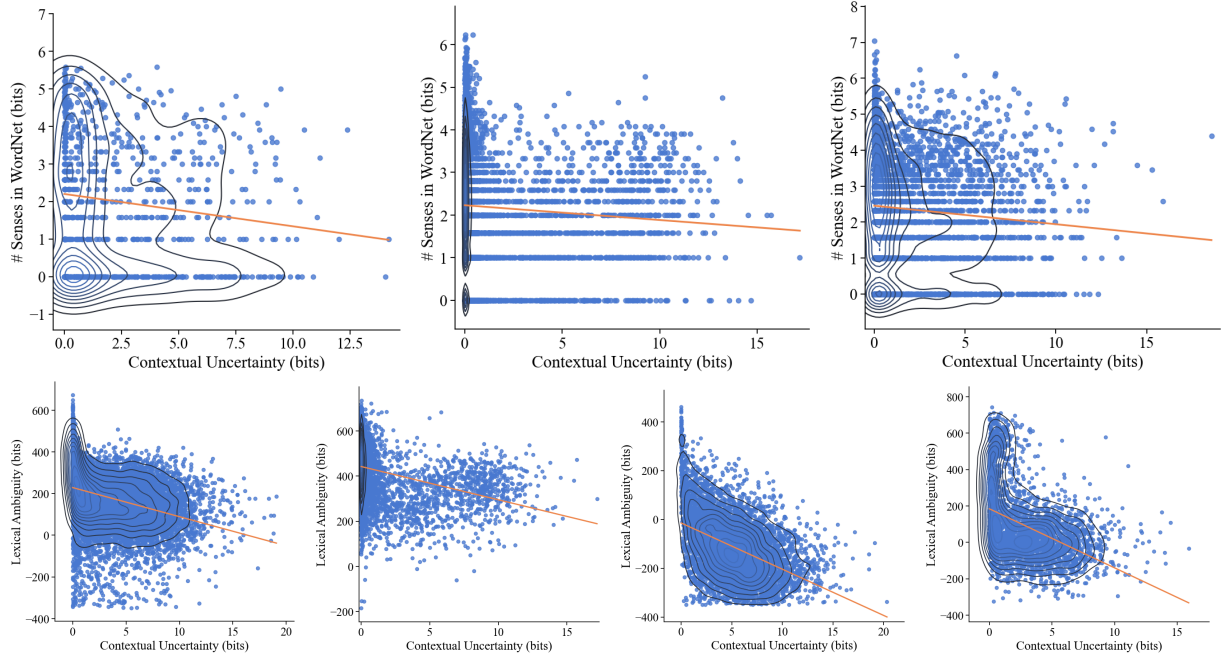 # Senses in WordNet (bits)
7
6
5
4
3
2
1
0
−1
0.0 2.5 5.0 7.5 10.0 12.5
Contextual Uncertainty (bits)
# Senses in WordNet (bits)
6
5
4
3
2
1
0
0 5 10 15
Contextual Uncertainty (bits)
# Senses in WordNet (bits)
8
7
6
5
4
3
2
1
0
0 5 10 15
Contextual Uncertainty (bits)
Lexical Ambiguity (bits)
600
400
200
0
−200
−400
0 5 10 15 20
Contextual Uncertainty (bits)
Lexical Ambiguity (bits)
600
400
200
0
−200
0 5 10 15
Contextual Uncertainty (bits)
Lexical Ambiguity (bits)
400
200
0
−200
−400
0 5 10 15 20
Contextual Uncertainty (bits)
Lexical Ambiguity (bits)
800
600
400
200
0
−200
−400
0 5 10 15
Contextual Uncertainty (bits)